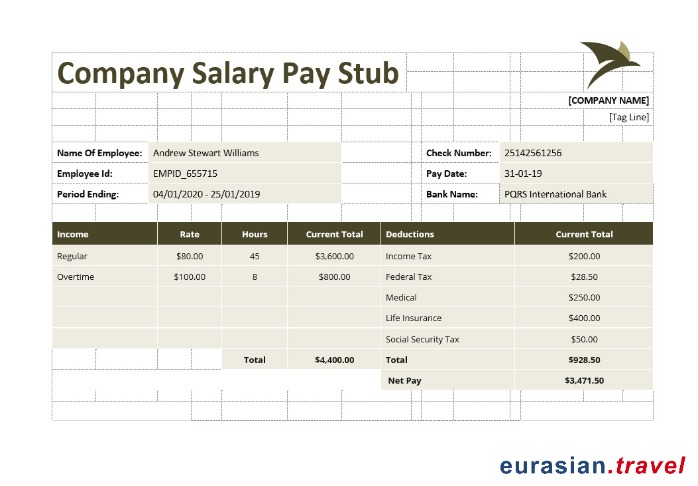 Company Salary Pay Stub
[COMPANY NAME]
[Tag Line]
Name Of Employee: Andrew Stewart Williams Check Number: 25142561256
Employee Id: EMPID_655715 Pay Date: 31-01-19
Period Ending: 04/01/2020 - 25/01/2019 Bank Name: PQRS International Bank
Income Rate Hours Current Total Deductions Current Total
Regular $80.00 45 $3,600.00 Income Tax $200.00
Overtime $100.00 8 $800.00 Federal Tax $28.50
Medical $250.00
Life Insurance $400.00
Social Security Tax $50.00
Total $4,400.00 Total $928.50
Net Pay $3,471.50
eurasian.travel